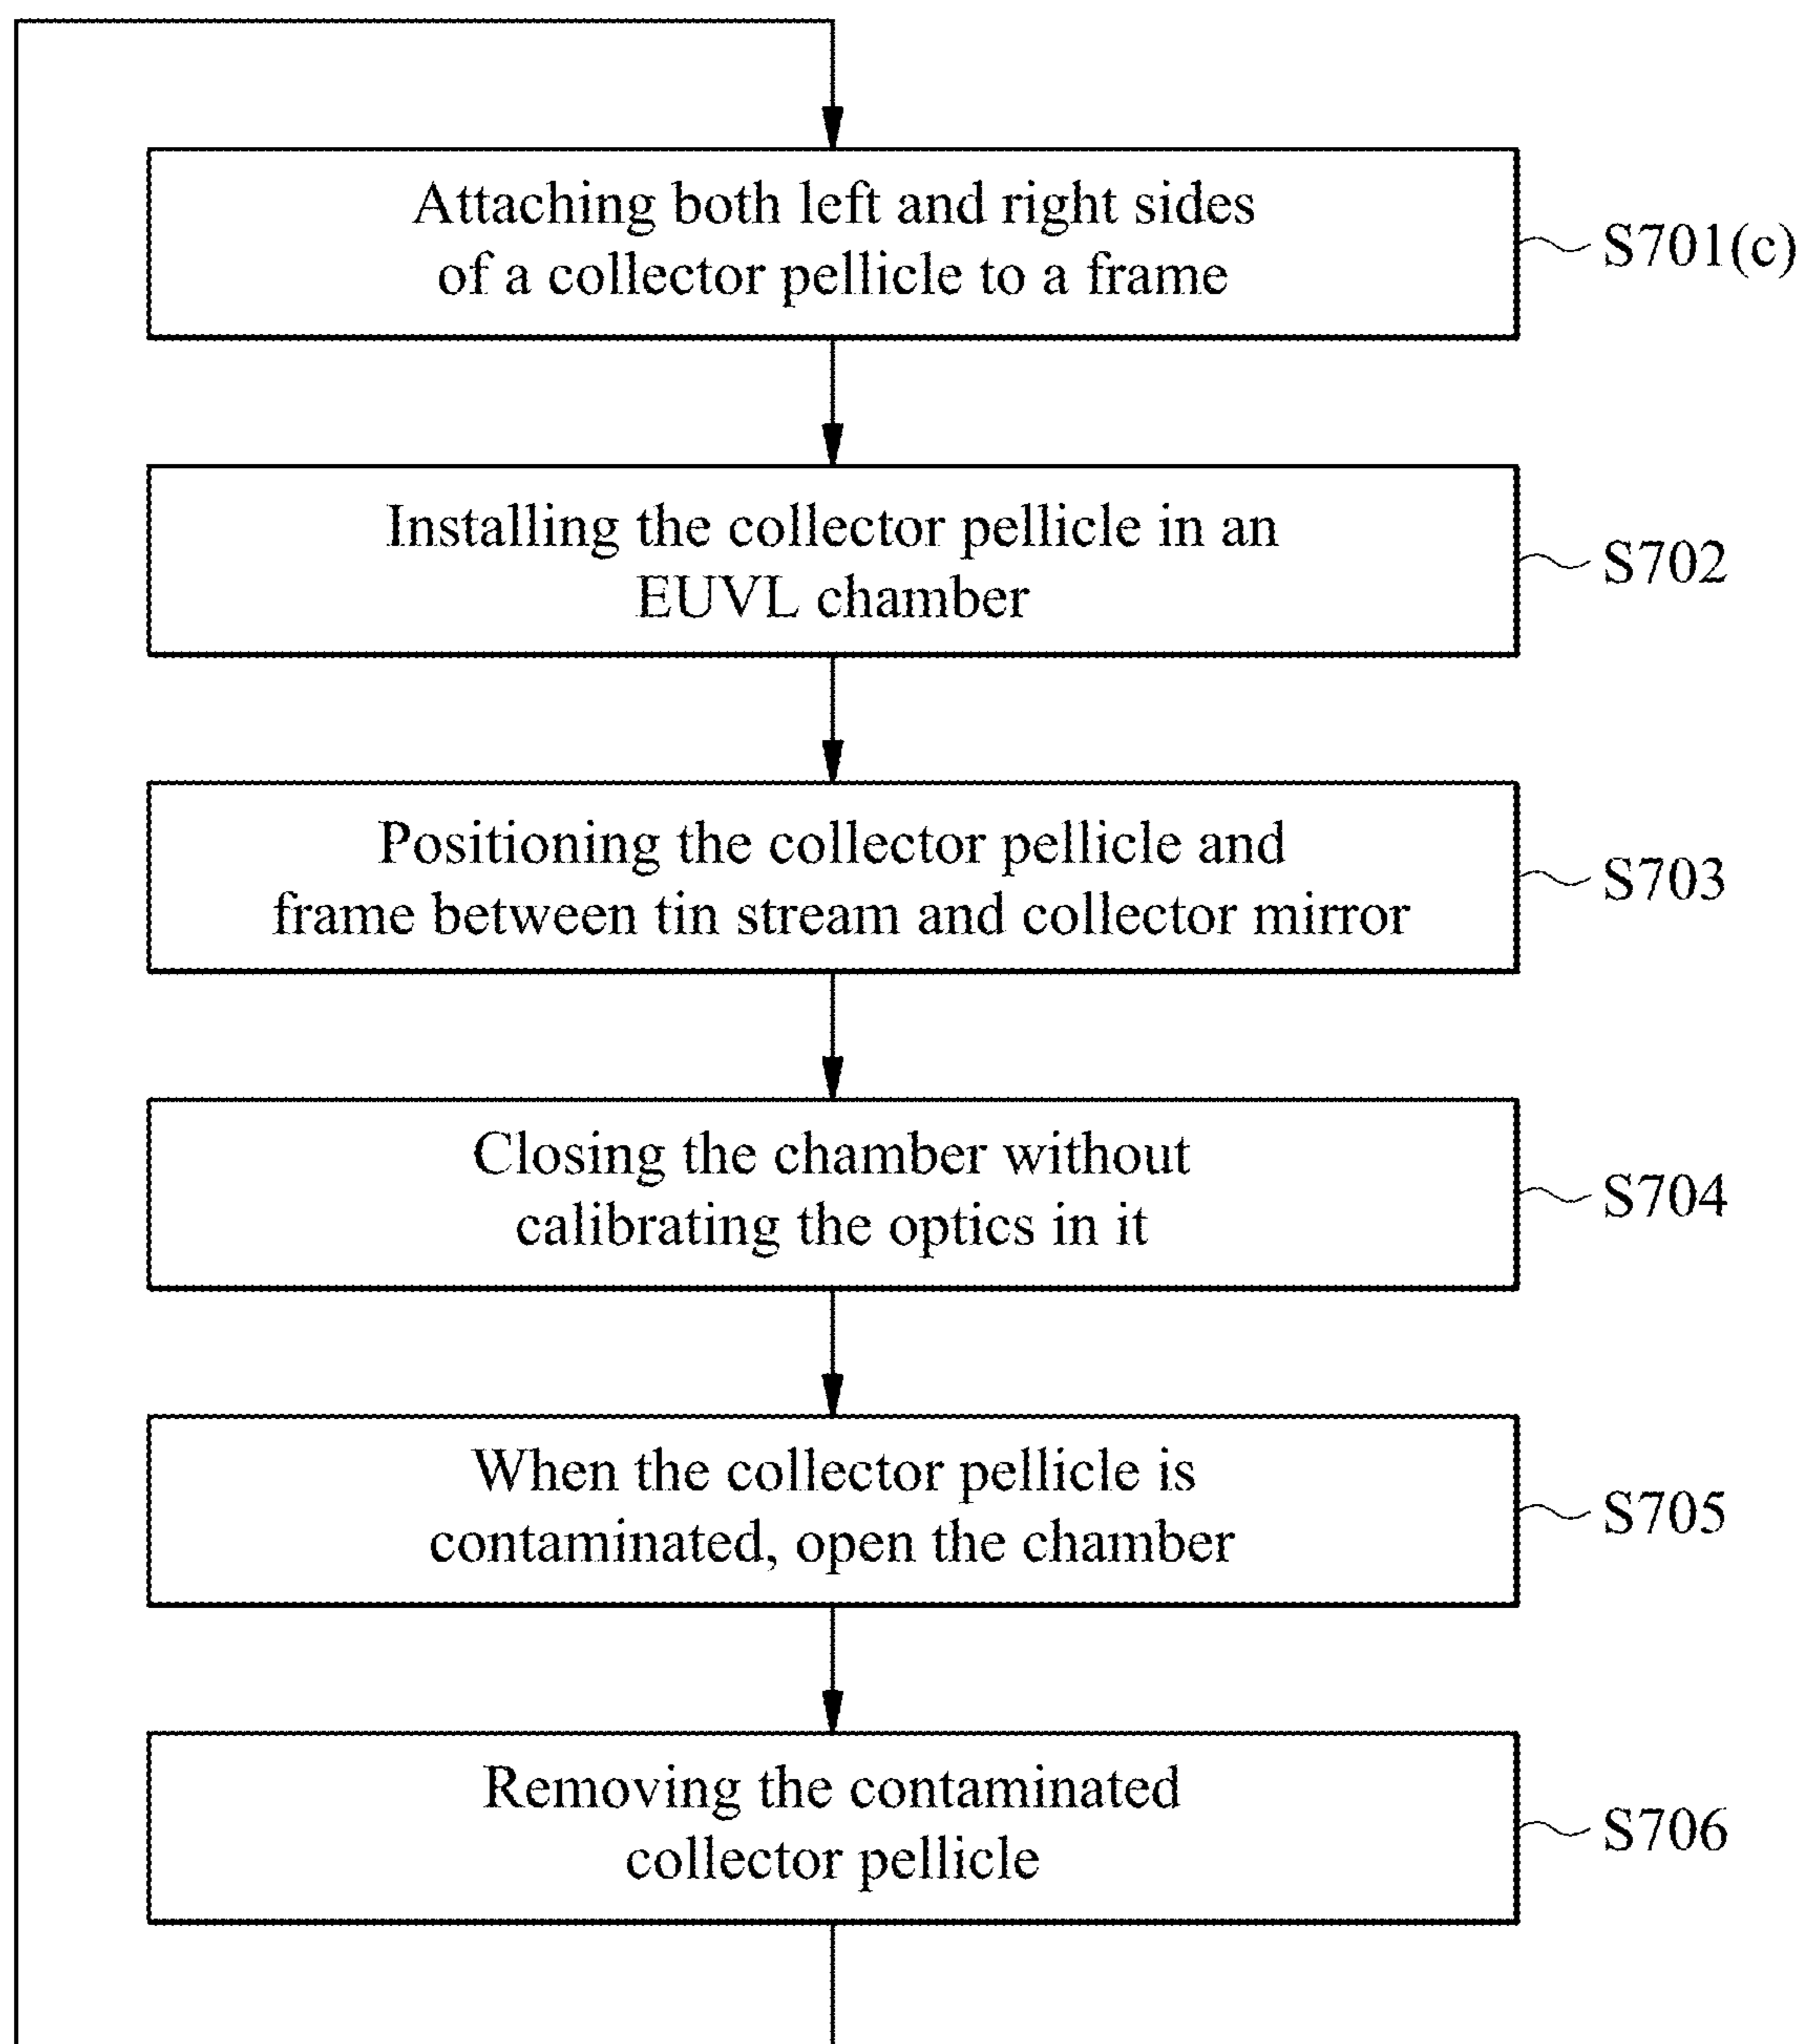 Attaching both left and right sides
of a collector pellicle to a frame
S701(c)
Installing the collector pellicle in an
EUVL chamber
S702
Positioning the collector pellicle and
frame between tin stream and collector mirror
S703
Closing the chamber without
calibrating the optics in it
S704
When the collector pellicle is
contaminated, open the chamber
S705
Removing the contaminated
collector pellicle
S706